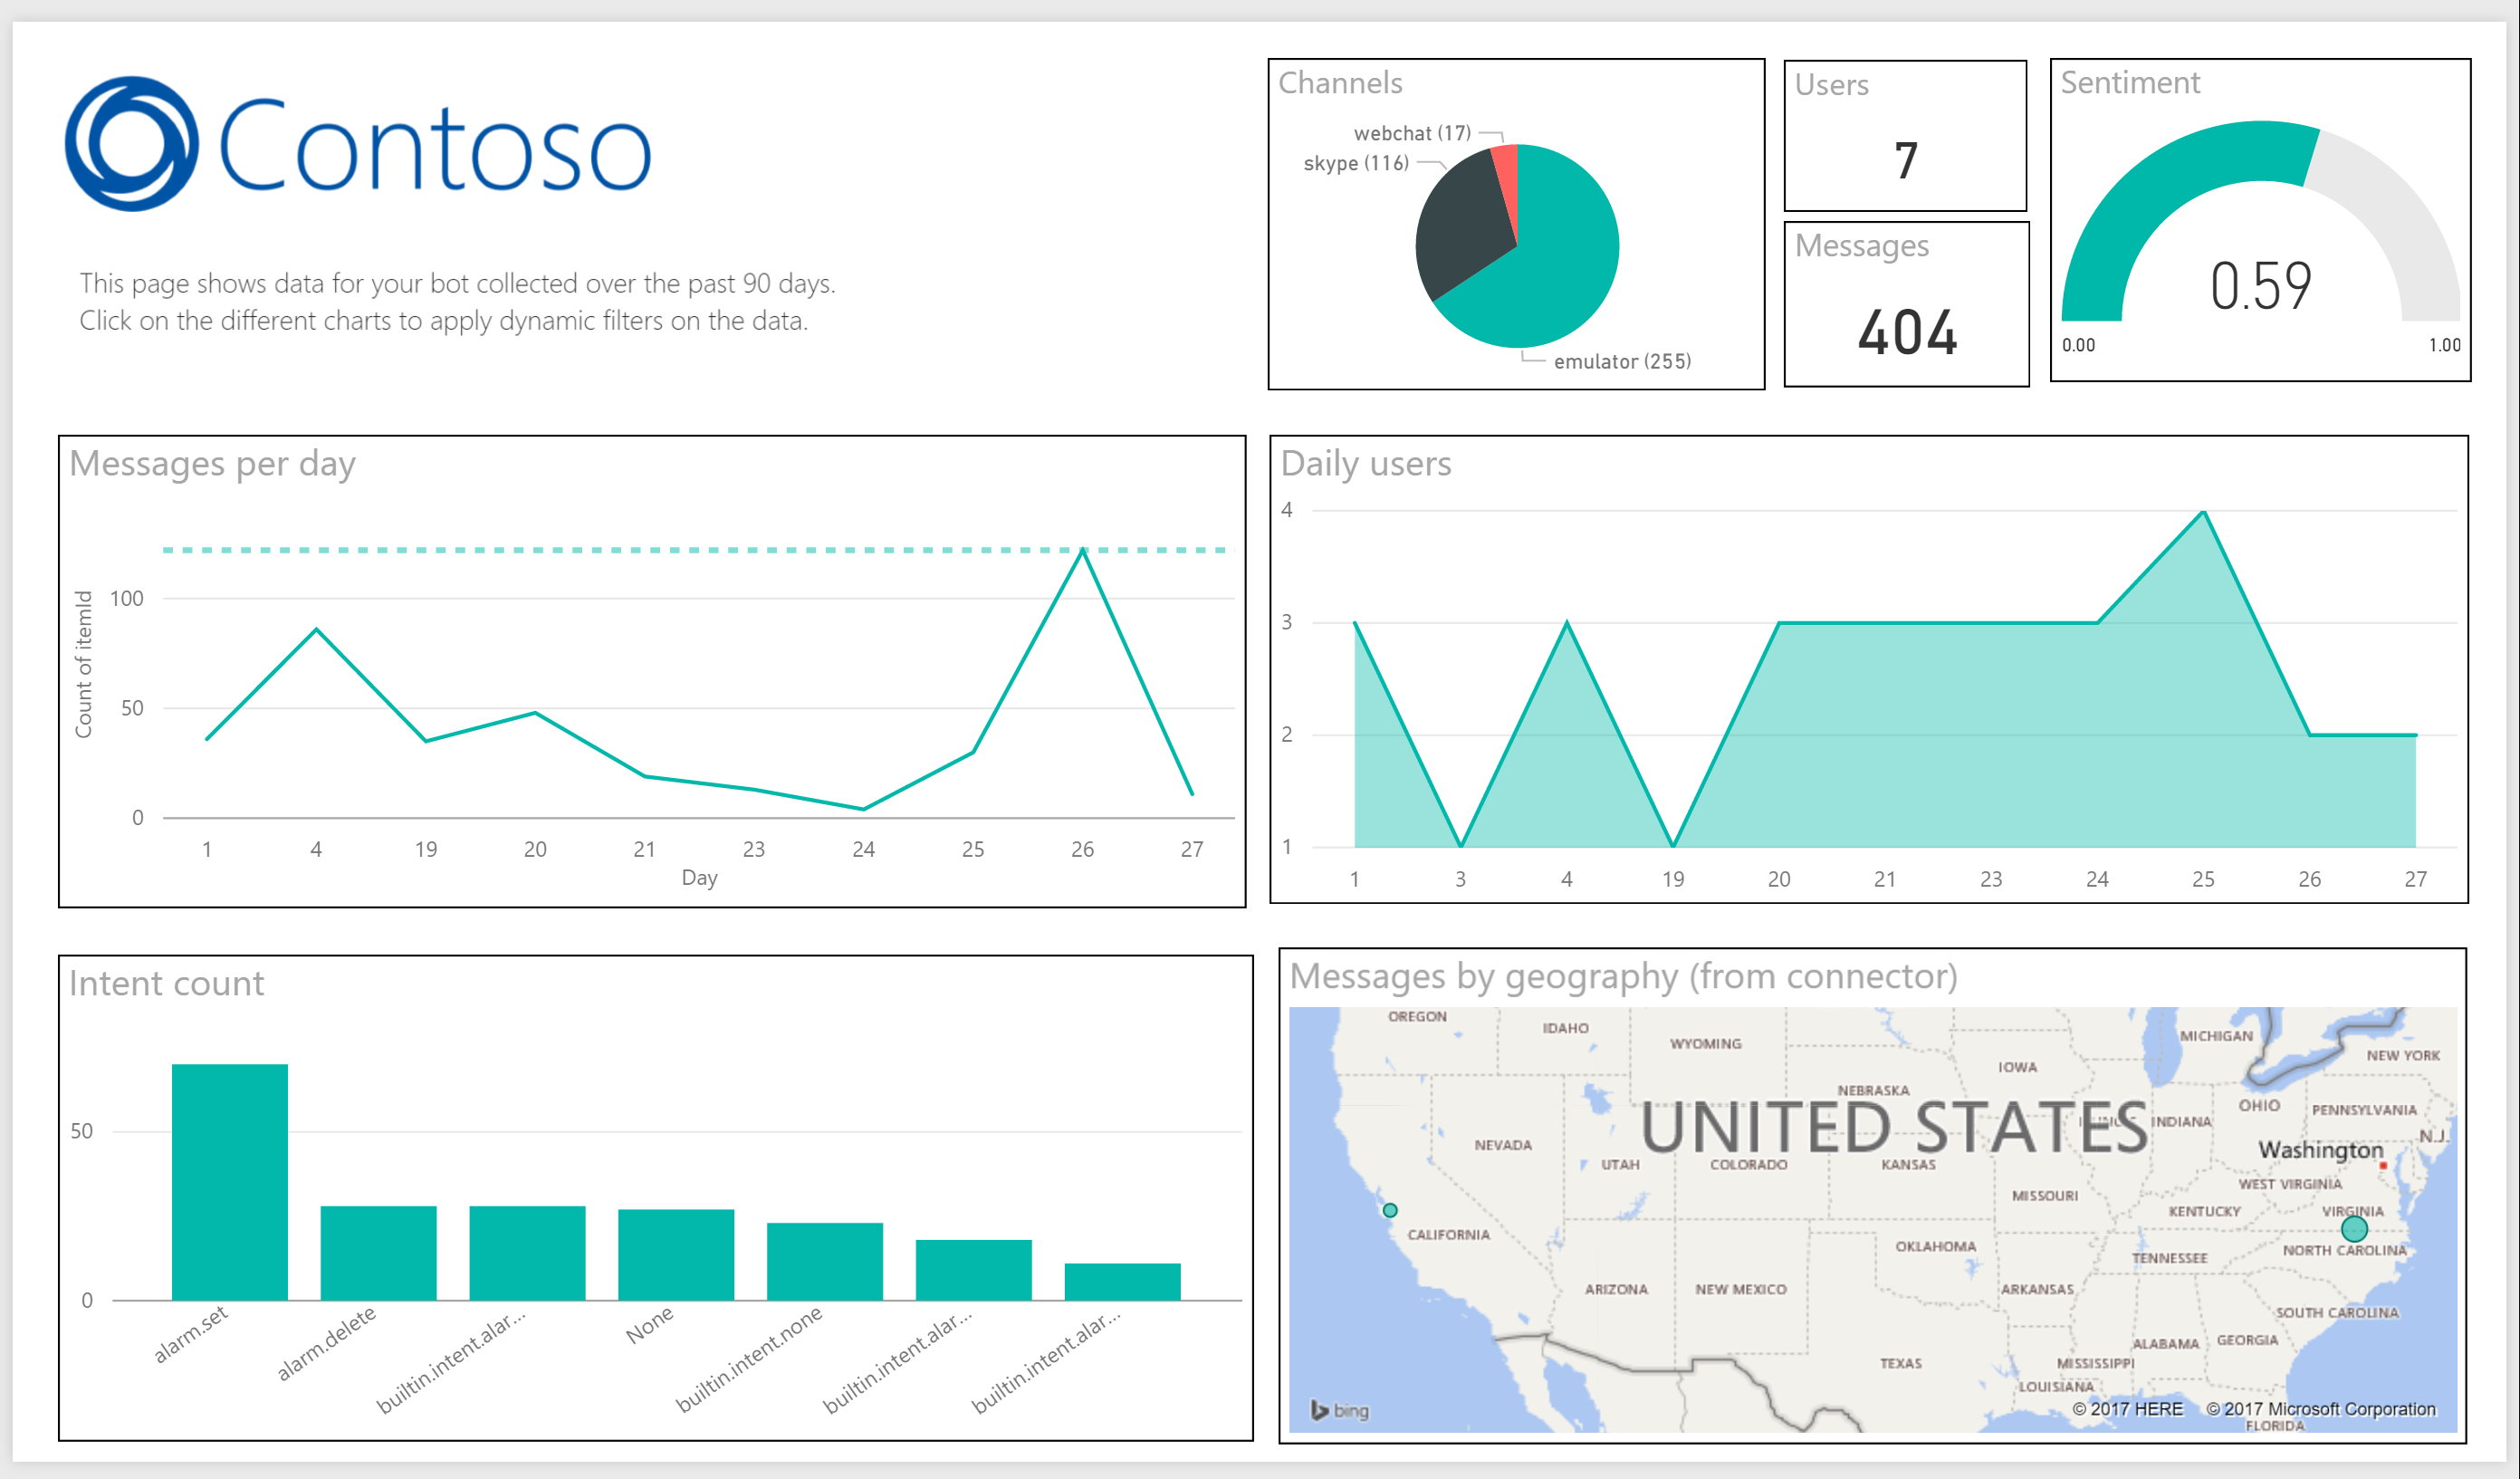 Contoso
This page shows data for your bot collected over the past 90 days.
Click on the different charts to apply dynamic filters on the data.
Channels
webchat (17)
skype (116)
emulator (255)
Users
7
Messages
404
Sentiment
0.59
0.00
1.00
Messages per day
Count of itemId
100
50
0
1 4 19 20 21 23 24 25 26 27
Day
Daily users
4
3
2
1
1 3 4 19 20 21 23 24 25 26 27
Intent count
50
0
alarm.set
alarm.delete
builtin.intent.alar...
None
builtin.intent.none
builtin.intent.alar...
builtin.intent.alar...
Messages by geography (from connector)
OREGON
IDAHO
WYOMING
IOWA
MICHIGAN
NEW YORK
NEBRASKA
OHIO
PENNSYLVANIA
UNITED STATES
INDIANA
N.J.
NEVADA
UTAH
COLORADO
KANSAS
Washington
MISSOURI
WEST VIRGINIA
KENTUCKY
VIRGINIA
CALIFORNIA
OKLAHOMA
TENNESSEE
NORTH CAROLINA
ARIZONA
NEW MEXICO
ARKANSAS
SOUTH CAROLINA
ALABAMA
GEORGIA
TEXAS
MISSISSIPPI
LOUISIANA
bing
© 2017 HERE © 2017 Microsoft Corporation
FLORIDA